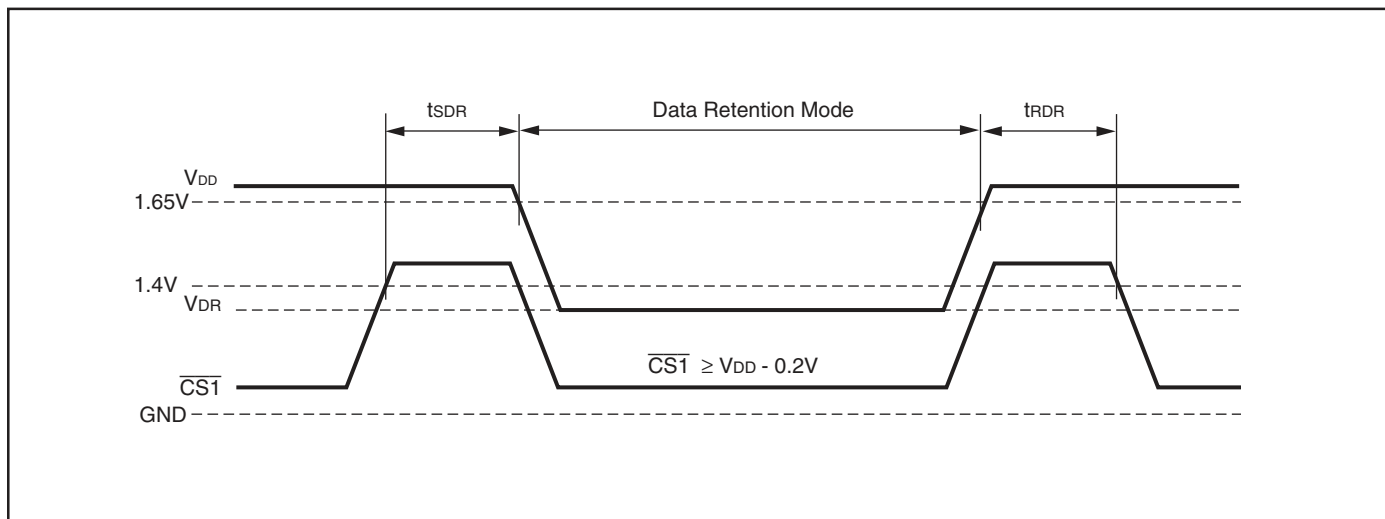 tSDR Data Retention Mode tRDR
VDD
1.65V
1.4V
VDR
CS1 ≥ VDD - 0.2V
CS1
GND